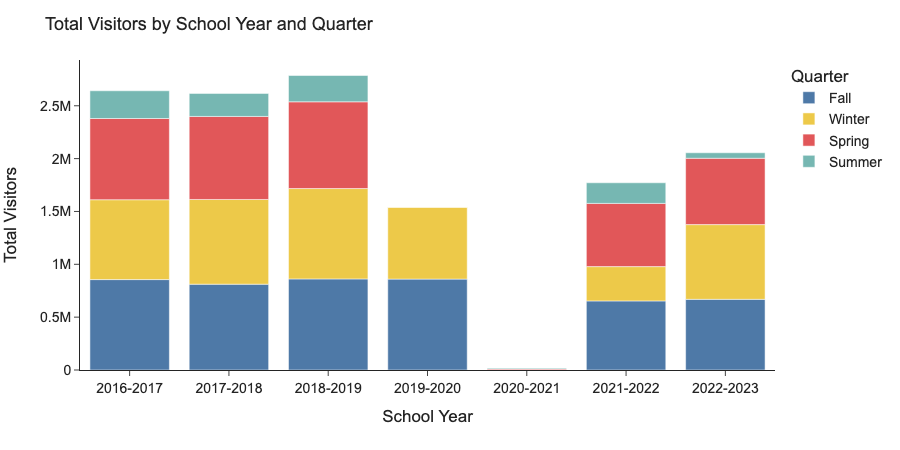 Total Visitors by School Year and Quarter
Total Visitors
2.5M
2M
1.5M
1M
0.5M
0
2016-2017
2017-2018
2018-2019
2019-2020
2020-2021
2021-2022
2022-2023
School Year
Quarter
Fall
Winter
Spring
Summer